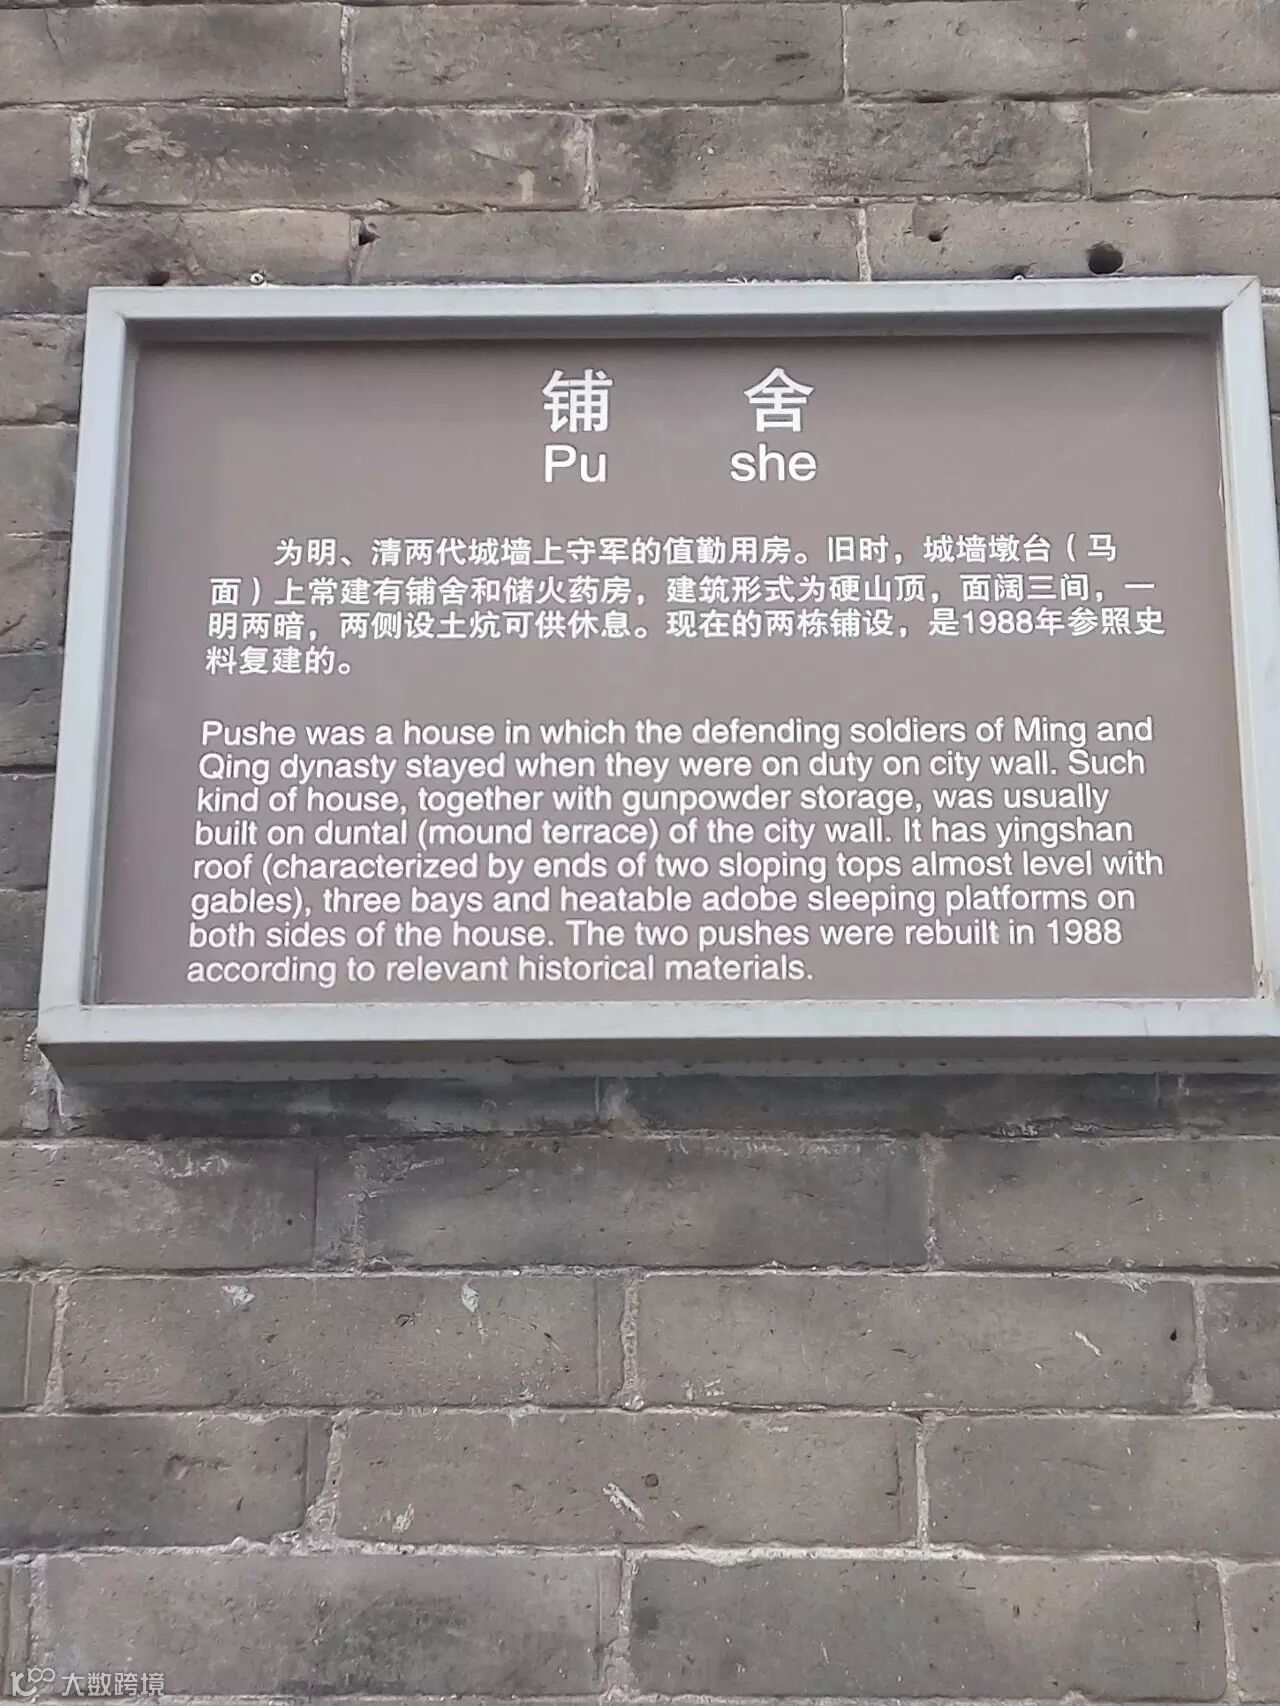 铺 舍
Pu she
为明、清两代城墙上守军的值勤用房。旧时，城墙墩台（马
面）上常建有铺舍和储火药房，建筑形式为硬山顶，面阔三间，一
明两暗，两侧设土炕可供休息。现在的两栋铺设，是1988年参照史
料复建的。
Pushe was a house in which the defending soldiers of Ming and
Qing dynasty stayed when they were on duty on city wall. Such
kind of house, together with gunpowder storage, was usually
built on duntal (mound terrace) of the city wall. It has yingshan
roof (characterized by ends of two sloping tops almost level with
gables), three bays and heatable adobe sleeping platforms on
both sides of the house. The two pushes were rebuilt in 1988
according to relevant historical materials.
大数跨境